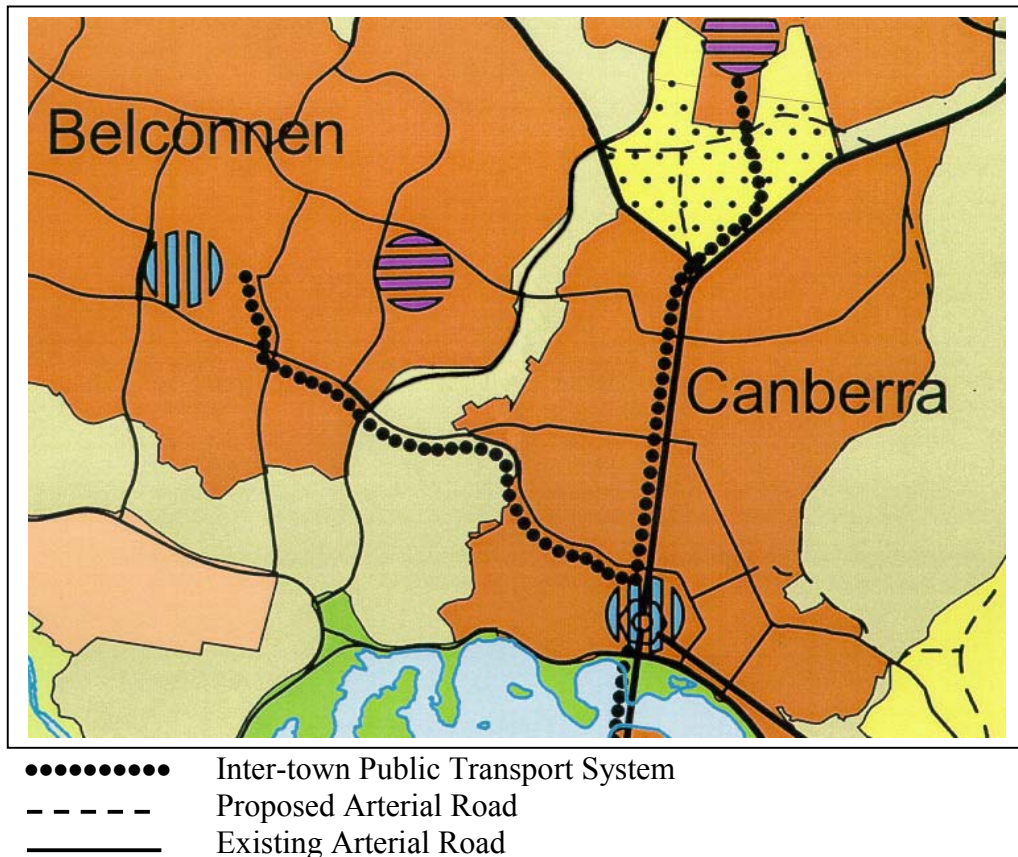 Belconnen
Canberra
Inter-town Public Transport System
Proposed Arterial Road
Existing Arterial Road